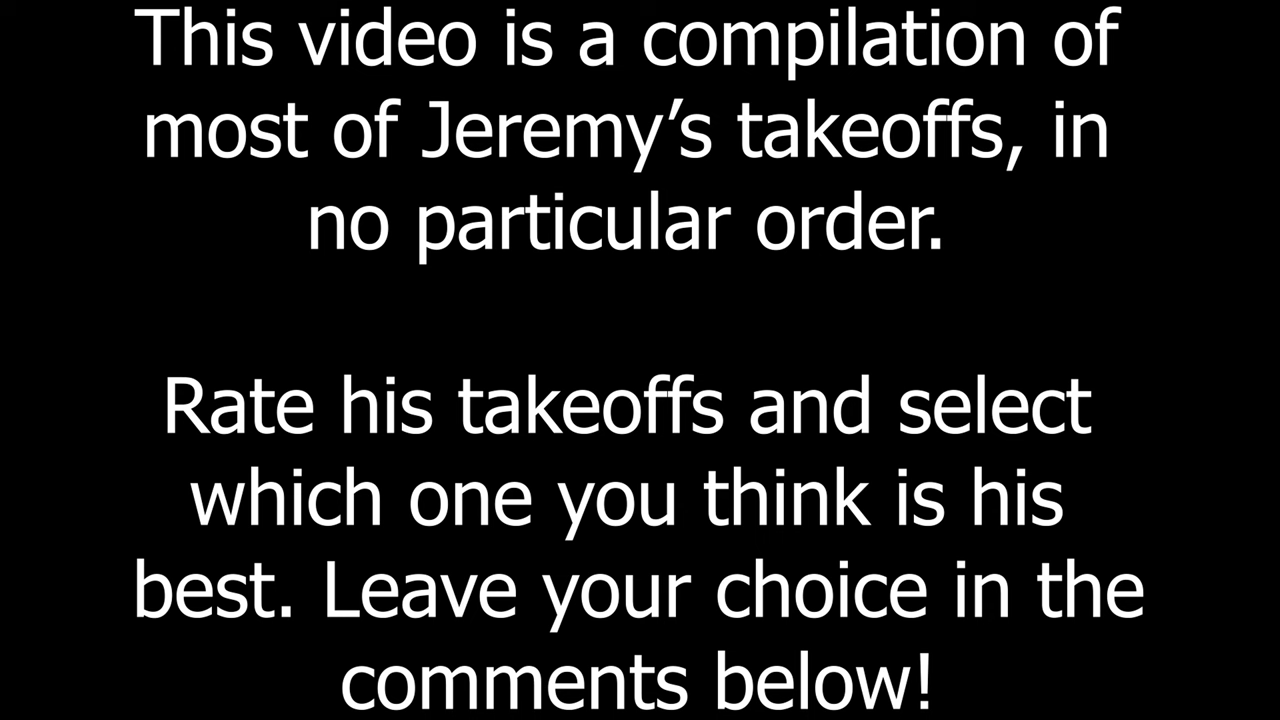 This video is a compilation of
most of Jeremy’s takeoffs, in
no particular order.
Rate his takeoffs and select
which one you think is his
best. Leave your choice in the
comments below!